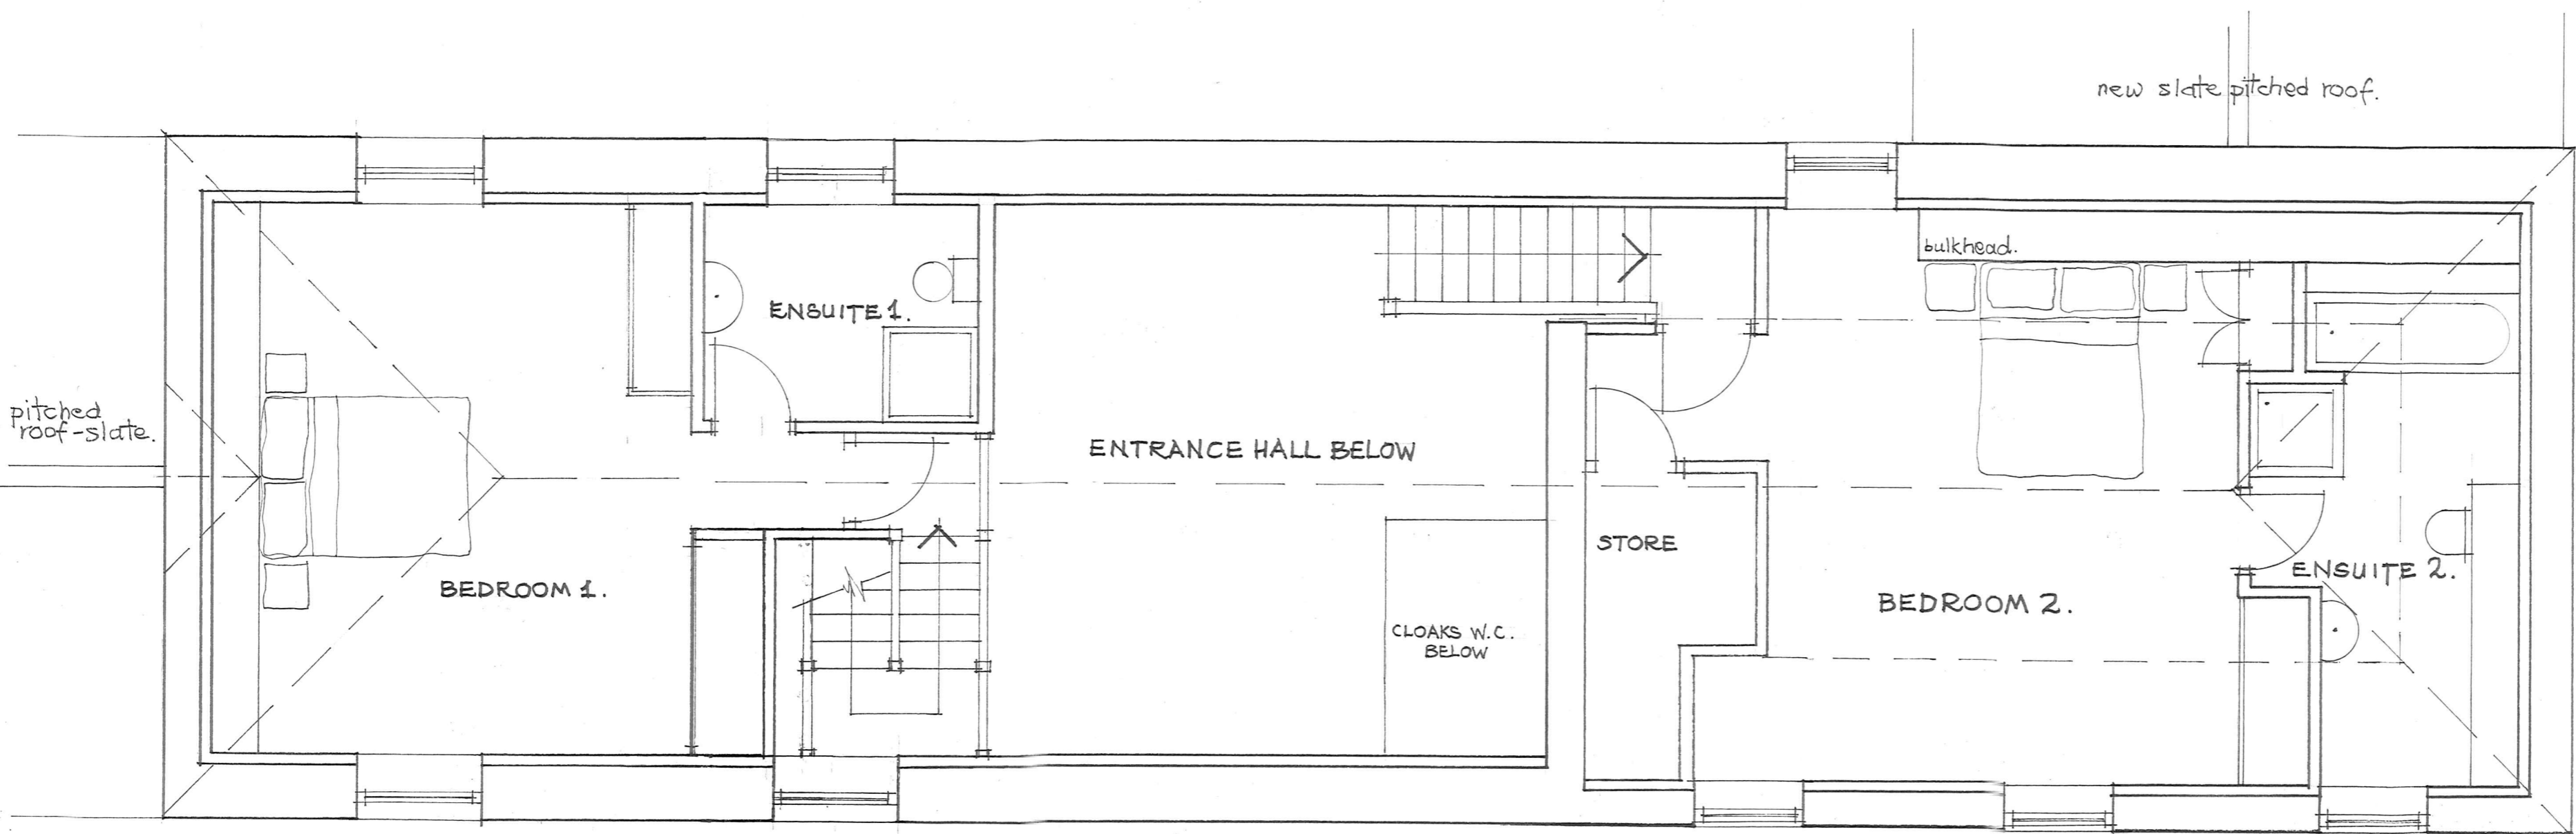 new slate pitched roof.
bulkhead.
ENSUITE 1.
pitched
roof-slate.
ENTRANCE HALL BELOW
STORE
ENSUITE 2.
BEDROOM 1.
BEDROOM 2.
CLOAKS W.C.
BELOW